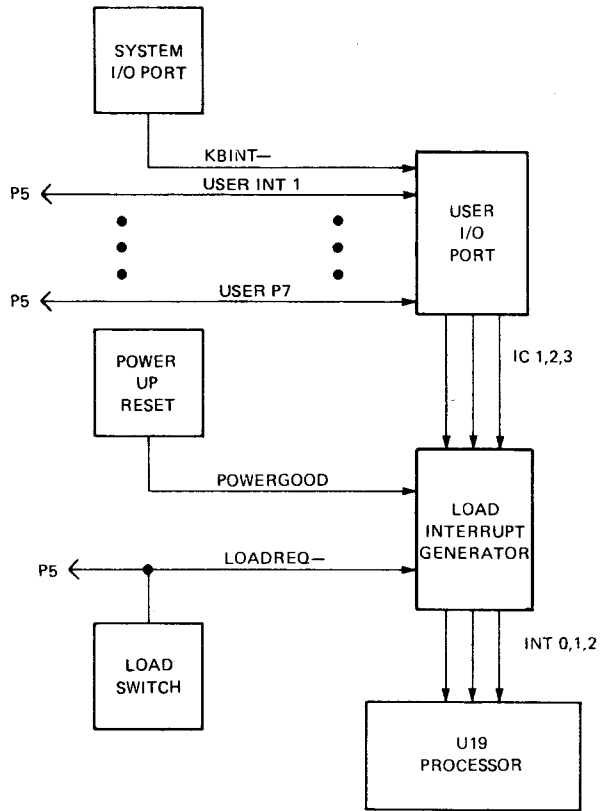 SYSTEM
I/O PORT
KBINT—
P5
USER INT 1
USER
I/O
PORT
P5
USER P7
IC 1,2,3
POWER
UP
RESET
POWERGOOD
LOAD
INTERRUPT
GENERATOR
P5
LOADREQ—
LOAD
SWITCH
INT 0,1,2
U19
PROCESSOR